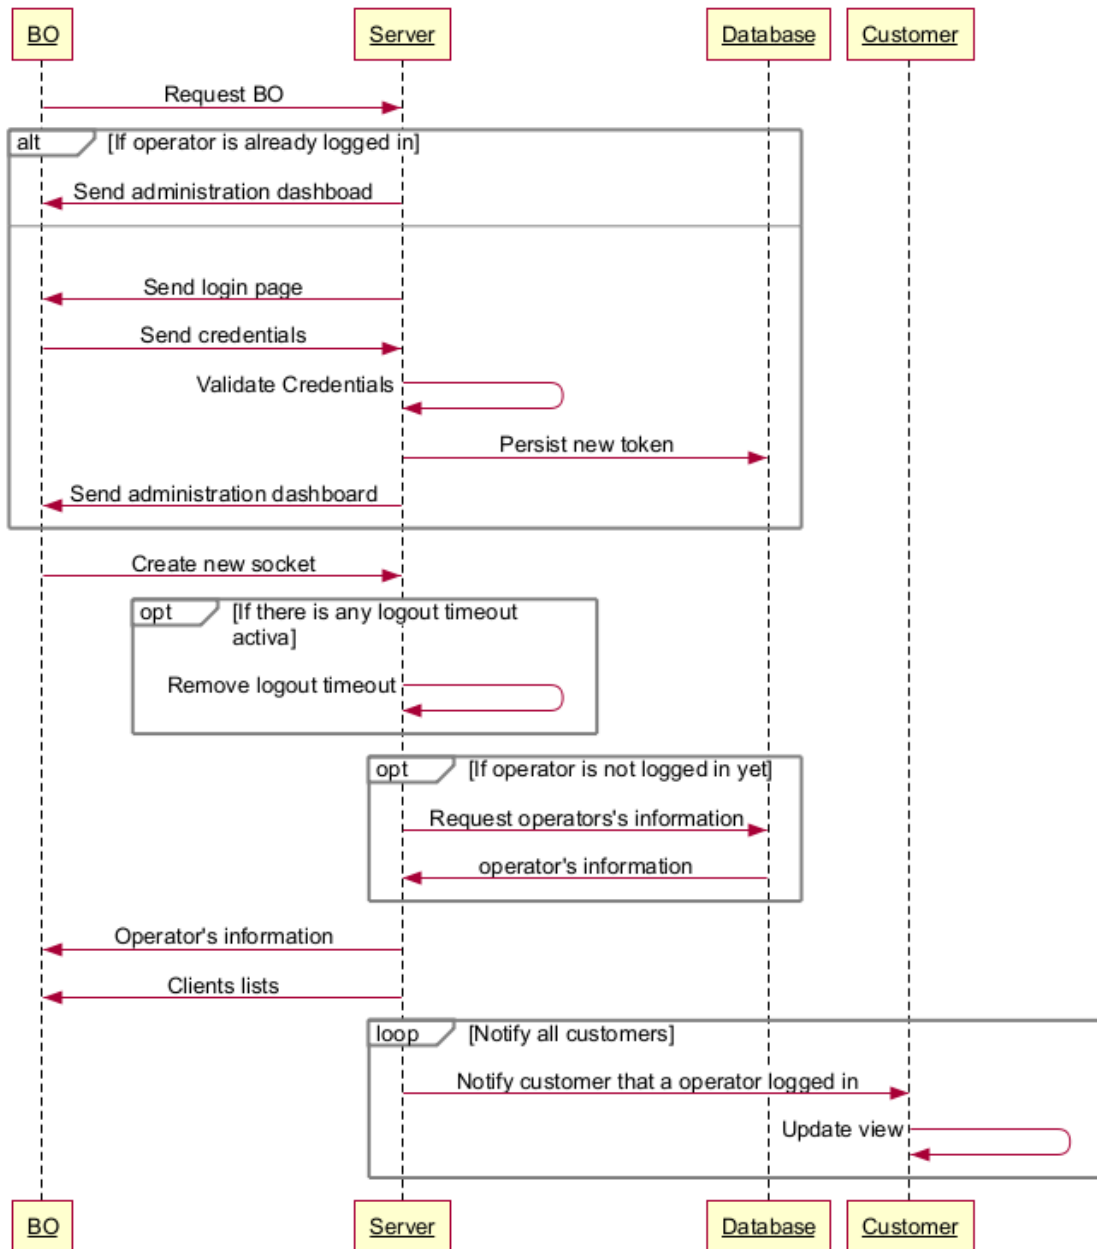 BO
Server
Database
Customer
Request BO
alt
[If operator is already logged in]
Send administration dashboad
Send login page
Send credentials
Validate Credentials
Persist new token
Send administration dashboard
Create new socket
opt
[If there is any logout timeout
activa]
Remove logout timeout
opt
[If operator is not logged in yet]
Request operators's information
operator's information
Operator's information
Clients lists
loop
[Notify all customers]
Notify customer that a operator logged in
Update view
BO
Server
Database
Customer